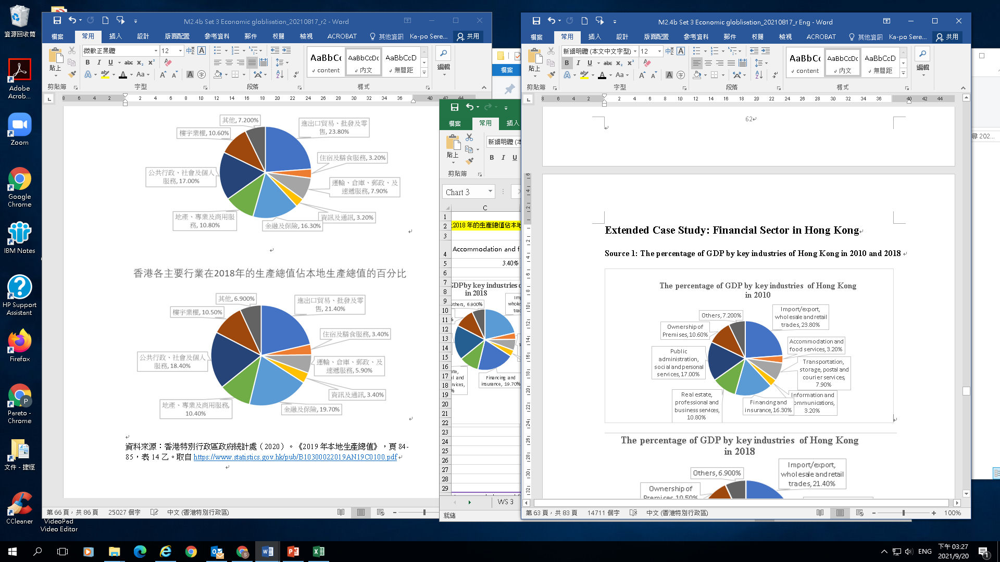 資源回收筒
Adobe
Acrob...
Zoom
Google
Chrome
IBM Notes
HP Support
Assistant
Firefox
Pareto -
Chrome
文件 - 捷徑
CCleaner
VideoPad
Video Editor
M2.4b Set 3 Economic globlisation_20210817_r2 - Word
檔案 常用 插入 設計 版面配置 參考資料 郵件 校閱 檢視 ACROBAT 其他資訊 Ka-po Sere... 共用
貼上
微軟正黑體 12
AaBbCc AaBbCcDc AaBbCcD
content 內文 無間距
編輯
剪貼簿 字型 段落 樣式
其他, 7.200%
進出口貿易、批發及零
售, 23.80%
樓宇業權, 10.60%
住宿及膳食服務, 3.20%
公共行政、社會及個人
服務, 17.00%
運輸、倉庫、郵政、及
速遞服務, 7.90%
地產、專業及商用服
務, 10.80%
資訊及通訊, 3.20%
金融及保險, 16.30%
香港各主要行業在2018年的生產總值佔本地生產總值的百分比
其他, 6.900%
進出口貿易、批發及零
售, 21.40%
樓宇業權, 10.50%
住宿及膳食服務, 3.40%
公共行政、社會及個人
服務, 18.40%
運輸、倉庫、郵政、及
速遞服務, 5.90%
資訊及通訊, 3.40%
地產、專業及商用服務,
10.40%
金融及保險, 19.70%
資料來源：香港特別行政區政府統計處（2020）。《2019 年本地生產總值》，頁 84-
85，表 14 乙。取自 https://www.statistics.gov.hk/pub/B10300022019AN19C0100.pdf
第 66 頁，共 86 頁 25027 個字 中文 (香港特別行政區)
檔案
檔案 常用 插入
貼上
新細明體 (本
剪貼簿
Chart 3
C
2018 年的生產總值佔本地
Accommodation and f
3.40%
GDP by key industries o
in 2018
Others, 6.900%
Financing and
insurance, 19.70%
WS 3
就緒
M2.4b Set 3 Economic globlisation_20210817_r Eng - Word
檔案 常用 插入 設計 版面配置 參考資料 郵件 校閱 檢視 ACROBAT 其他資訊 Ka-po Sere... 共用
貼上
新細明體 (本文中文字型) 12
AaBbCc AaBbCcDc AaBbCcD
content 內文 無間距
編輯
剪貼簿 字型 段落 樣式
62
Extended Case Study: Financial Sector in Hong Kong
Source 1: The percentage of GDP by key industries of Hong Kong in 2010 and 2018
The percentage of GDP by key industries of Hong Kong
in 2010
Others, 7.200%
Import/export,
wholesale and retail
trades, 23.80%
Ownership of
Premises, 10.60%
Accommodation and
food services, 3.20%
Public
administration,
social and personal
services, 17.00%
Transportation,
storage, postal and
courier services,
7.90%
Real estate,
professional and
business services,
10.80%
Financing and
insurance, 16.30%
Information and
communications,
3.20%
The percentage of GDP by key industries of Hong Kong
in 2018
Others, 6.900%
Import/export,
wholesale and retail
trades, 21.40%
Ownership of
Premises, 10.50%
第 63 頁，共 83 頁 14711 個字 中文 (香港特別行政區) 100%
尋 202...
ENG
下午 03:27
2021/9/20